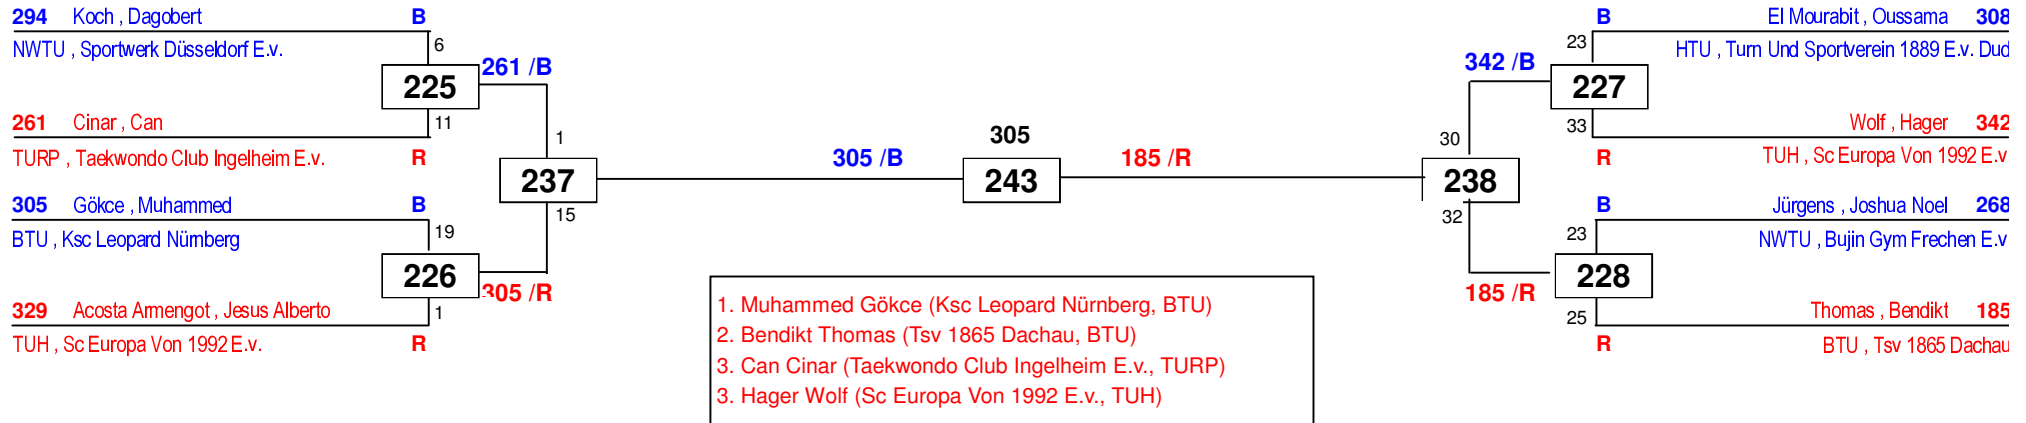 294 Koch , Dagobert B
NWTU , Sportwerk Düsseldorf E.v.
6
225
261 /B
11
261 Cinar , Can
TURP , Taekwondo Club Ingelheim E.v. R
1
237
15
305 Gökce , Muhammed B
BTU , Ksc Leopard Nürnberg
19
226
305 /R
1
329 Acosta Armengot , Jesus Alberto
TUH , Sc Europa Von 1992 E.v. R
305 /B
305
243
185 /R
B El Mourabit , Oussama 308
HTU , Turn Und Sportverein 1889 E.v. Dud
23
342 /B
227
33
Wolf , Hager 342
R TUH , Sc Europa Von 1992 E.v
30
238
32
B Jürgens , Joshua Noel 268
NWTU , Bujin Gym Frechen E.v
23
228
185 /R
25
Thomas , Bendikt 185
R BTU , Tsv 1865 Dachau
1. Muhammed Gökce (Ksc Leopard Nürnberg, BTU)
2. Bendikt Thomas (Tsv 1865 Dachau, BTU)
3. Can Cinar (Taekwondo Club Ingelheim E.v., TURP)
3. Hager Wolf (Sc Europa Von 1992 E.v., TUH)